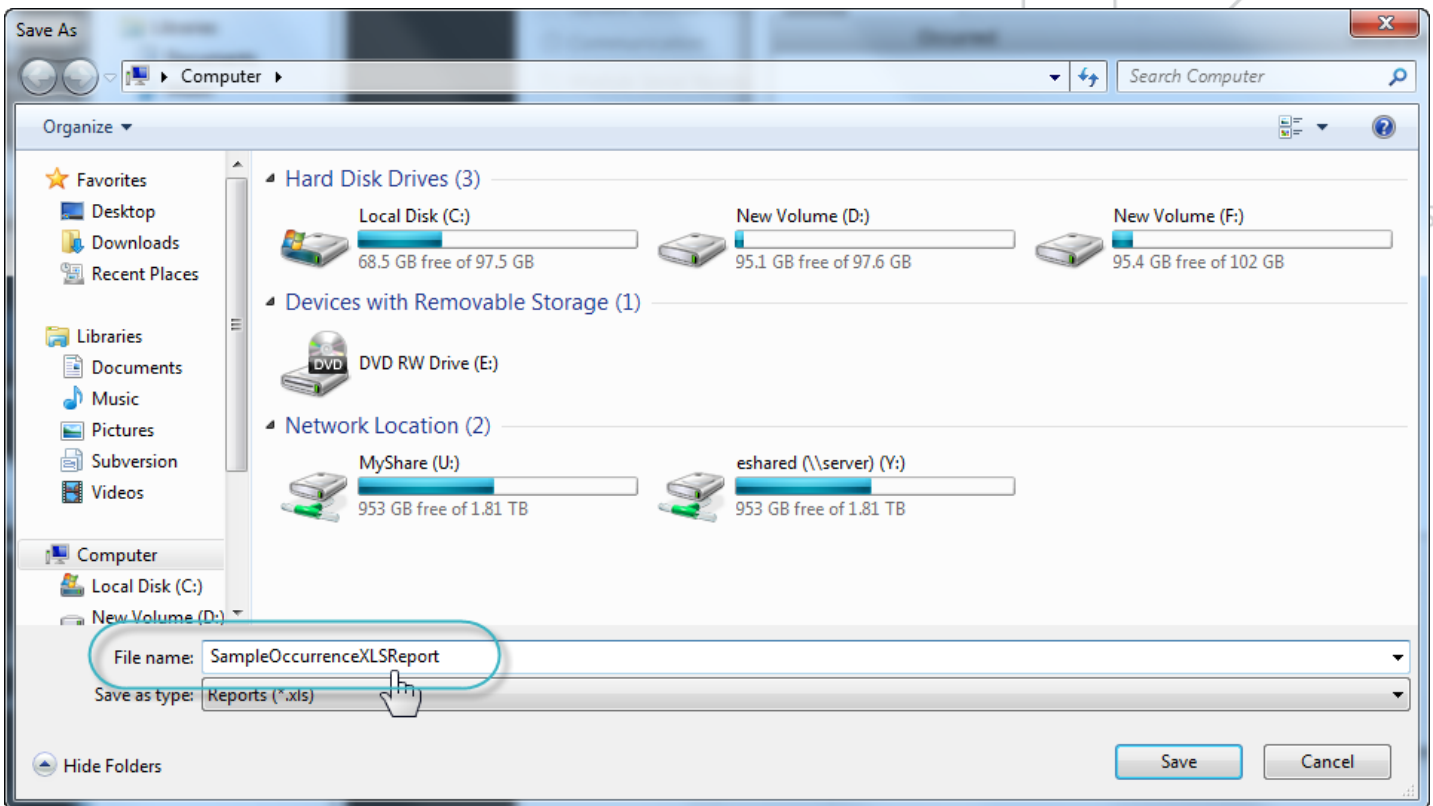 Save As
Computer
Search Computer
Organize
Favorites
Desktop
Downloads
Recent Places
Libraries
Documents
Music
Pictures
Subversion
Videos
Computer
Local Disk (C:)
New Volume (D:)
Hard Disk Drives (3)
Local Disk (C:)
68.5 GB free of 97.5 GB
New Volume (D:)
95.1 GB free of 97.6 GB
New Volume (F:)
95.4 GB free of 102 GB
Devices with Removable Storage (1)
DVD
DVD RW Drive (E:)
Network Location (2)
MyShare (U:)
953 GB free of 1.81 TB
eshared (\\server) (Y:)
953 GB free of 1.81 TB
File name: SampleOccurrenceXLSReport
Save as type: Reports (*.xls)
Hide Folders
Save
Cancel